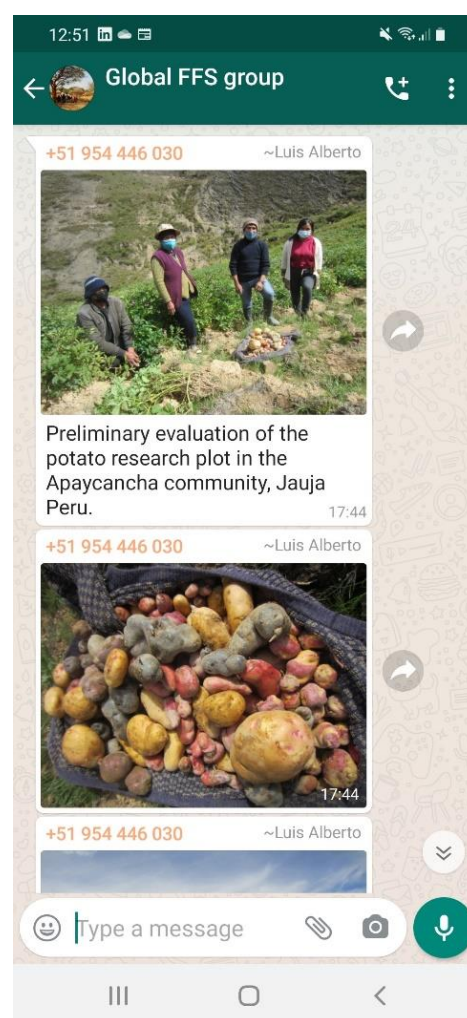 12:51
Global FFS group
+51 954 446 030 ~Luis Alberto
Preliminary evaluation of the
potato research plot in the
Apaycancha community, Jauja
Peru.
17:44
+51 954 446 030 ~Luis Alberto
17:44
+51 954 446 030 ~Luis Alberto
Type a message